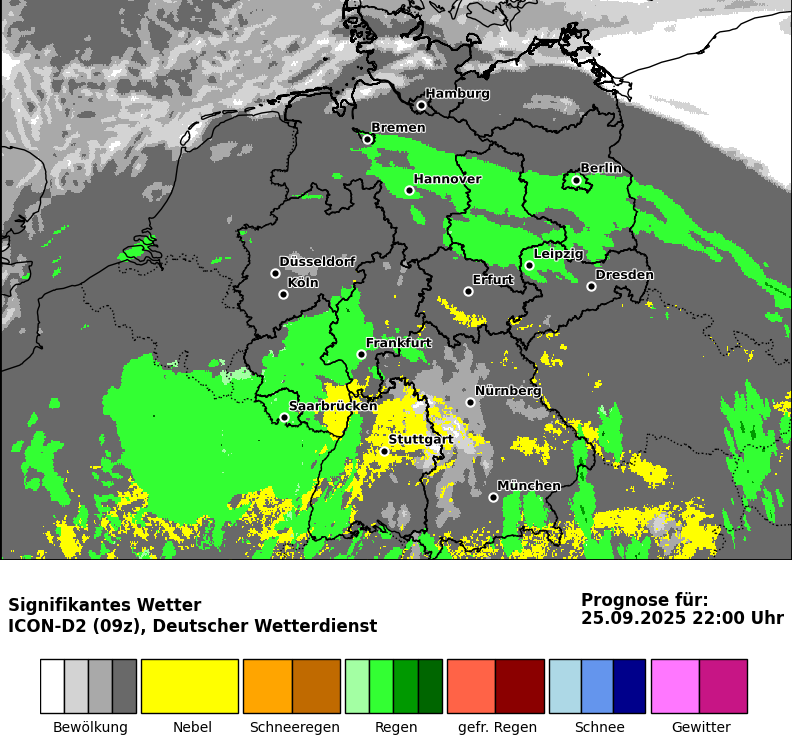 Hamburg
Bremen
Berlin
Hannover
Leipzig
Düsseldorf
Dresden
Köln
Erfurt
Frankfurt
Nürnberg
Saarbrücken
Stuttgart
München
Signifikantes Wetter
ICON-D2 (09z), Deutscher Wetterdienst
Prognose für:
25.09.2025 22:00 Uhr
Bewölkung Nebel Schneeregen Regen gefr. Regen Schnee Gewitter